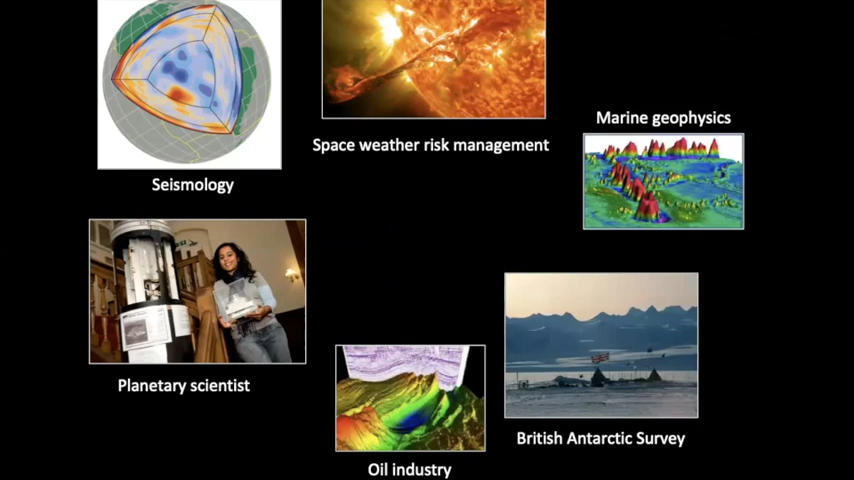 Space weather risk management
Marine geophysics
Seismology
Planetary scientist
British Antarctic Survey
Oil industry